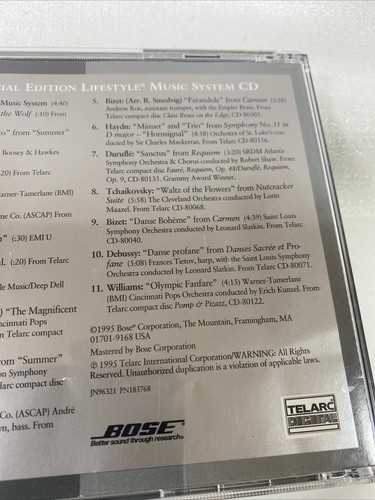 CIAL EDITION LIFESTYLE® MUSIC SYSTEM CD
Music System (4:40)
the Wolf (:10) From
" from "Summer"
Boosey & Hawkes
From Telarc
Warner-Tamerlane (BMI)
ne Co. (ASCAP) From
" (:30) EMI U
l. (:20) From Telarc
le Music/Deep Dell
) "The Magnificent
ncinnati Pops
m Telarc compact
from "Summer"
on Symphony
elarc compact disc
Co. (ASCAP) André
wn, bass. From
5. Bizet: (Arr. R. Smedvig) "Farandole" from Carmen (2:28)
Andrew Roe, assistant trumpet, with the Empire Brass. From
Telarc compact disc Class Brass on the Edge, CD-80305.
6. Haydn: "Minuet" and "Trio" from Symphony No. 31 in
D major – "Hornsignal" (4:38) Orchestra of St. Luke's con-
ducted by Sir Charles Mackerras. From Telarc CD-80156.
7. Duruflé: "Sanctus" from Requiem (3:20) SRDM Atlanta
Symphony Orchestra & Chorus conducted by Robert Shaw. From
Telarc compact disc Fauré, Requiem, Op. 48/Duruflé, Requiem,
Op. 9, CD-80135. Grammy Award Winner.
8. Tchaikovsky: "Waltz of the Flowers" from Nutcracker
Suite (5:58) The Cleveland Orchestra conducted by Lorin
Maazel. From Telarc CD-80068.
9. Bizet: "Danse Bohème" from Carmen (4:39) Saint Louis
Symphony Orchestra conducted by Leonard Slatkin. From Telarc
CD-80040.
10. Debussy: "Danse profane" from Danses Sacrée et Pro-
fane (5:08) Frances Tietov, harp, with the Saint Louis Symphony
Orchestra conducted by Leonard Slatkin. From Telarc CD-80071.
11. Williams: "Olympic Fanfare" (4:15) Warner-Tamerlane
(BMI) Cincinnati Pops Orchestra conducted by Erich Kunzel. From
Telarc compact disc Pomp & Pizazz, CD-80122.
©1995 Bose® Corporation, The Mountain, Framingham, MA
01701-9168 USA
Mastered by Bose Corporation
℗ 1995 Telarc International Corporation/WARNING: All Rights
Reserved. Unauthorized duplication is a violation of applicable laws.
JN96321 PN183768
BOSE®
Better sound through research®
TELARC
DIGITAL